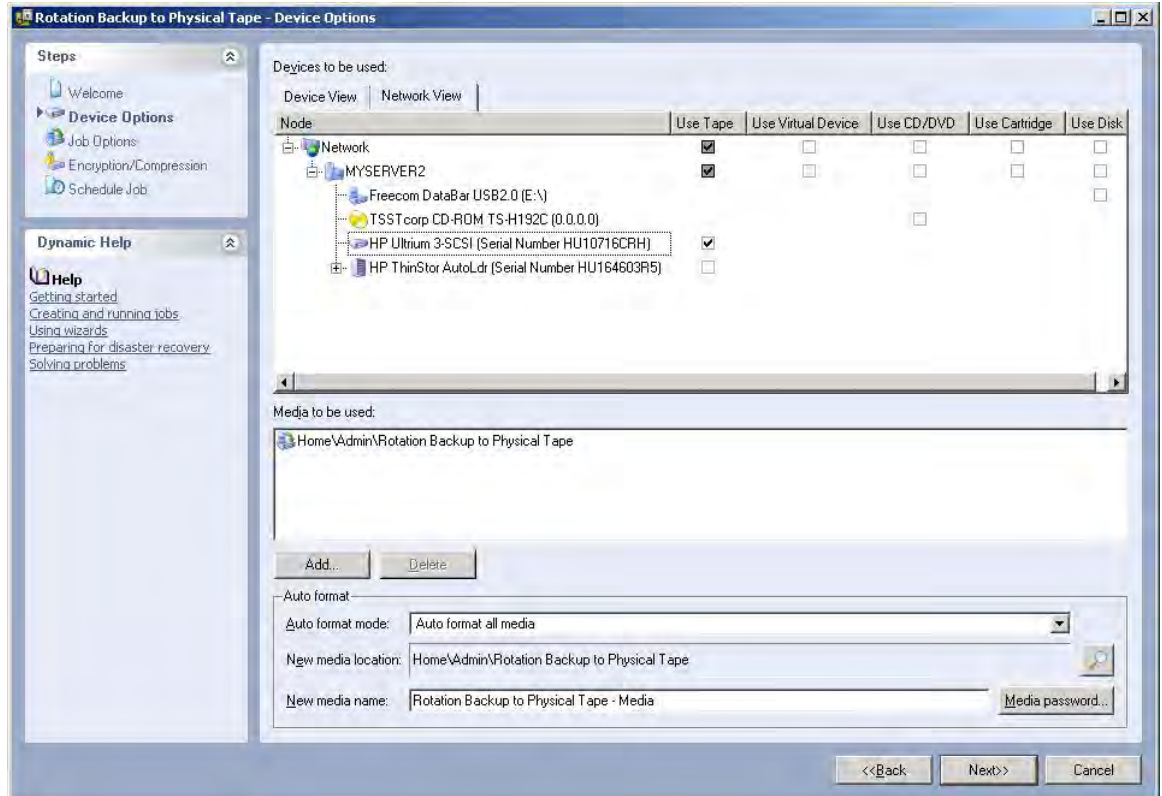 Rotation Backup to Physical Tape - Device Options
Steps
Welcome
Device Options
Job Options
Encryption/Compression
Schedule Job
Dynamic Help
Help
Getting started
Creating and running jobs
Using wizards
Preparing for disaster recovery
Solving problems
Devices to be used:
Device View Network View
Node Use Tape Use Virtual Device Use CD/DVD Use Cartridge Use Disk
Network
MYSERVER2
Freecom DataBar USB2.0 (E:\)
TSSTcorp CD-ROM TS-H192C (0.0.0.0)
HP Ultrium 3-SCSI (Serial Number HU10716CRH)
HP ThinStor AutoLdr (Serial Number HU164603R5)
Media to be used:
Home\Admin\Rotation Backup to Physical Tape
Add... Delete
Auto format
Auto format mode: Auto format all media
New media location: Home\Admin\Rotation Backup to Physical Tape
New media name: Rotation Backup to Physical Tape - Media Media password...
<<Back Next>> Cancel